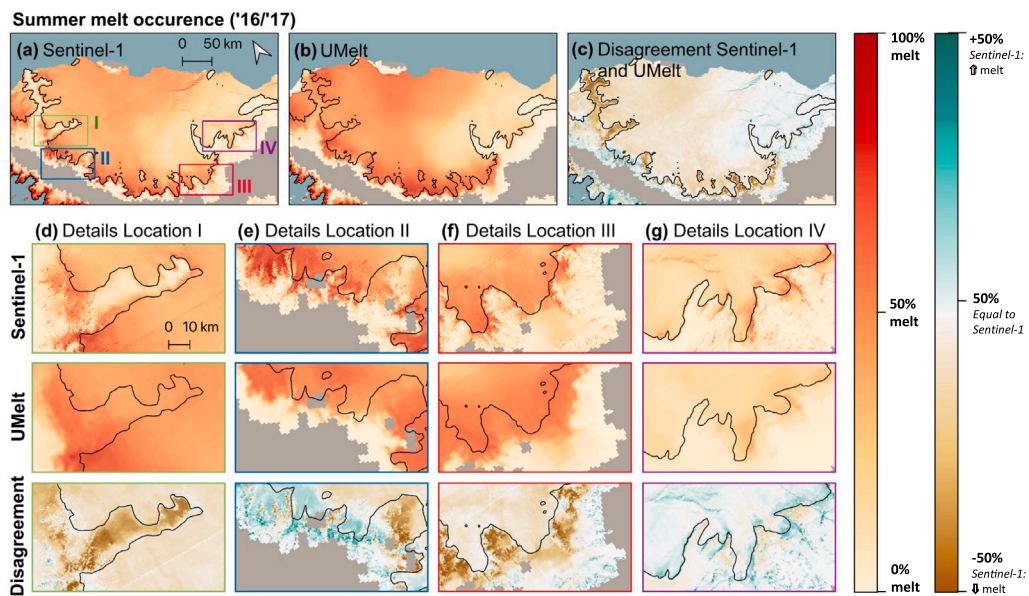 Summer melt occurence ('16/'17)
(a) Sentinel-1
0 50 km
(b) UMelt
(c) Disagreement Sentinel-1
and UMelt
I
II
III
IV
(d) Details Location I
(e) Details Location II
(f) Details Location III
(g) Details Location IV
Sentinel-1
0 10 km
UMelt
Disagreement
100%
melt
50%
melt
0%
melt
+50%
Sentinel-1:
⇧ melt
50%
Equal to
Sentinel-1
-50%
Sentinel-1:
⇩ melt